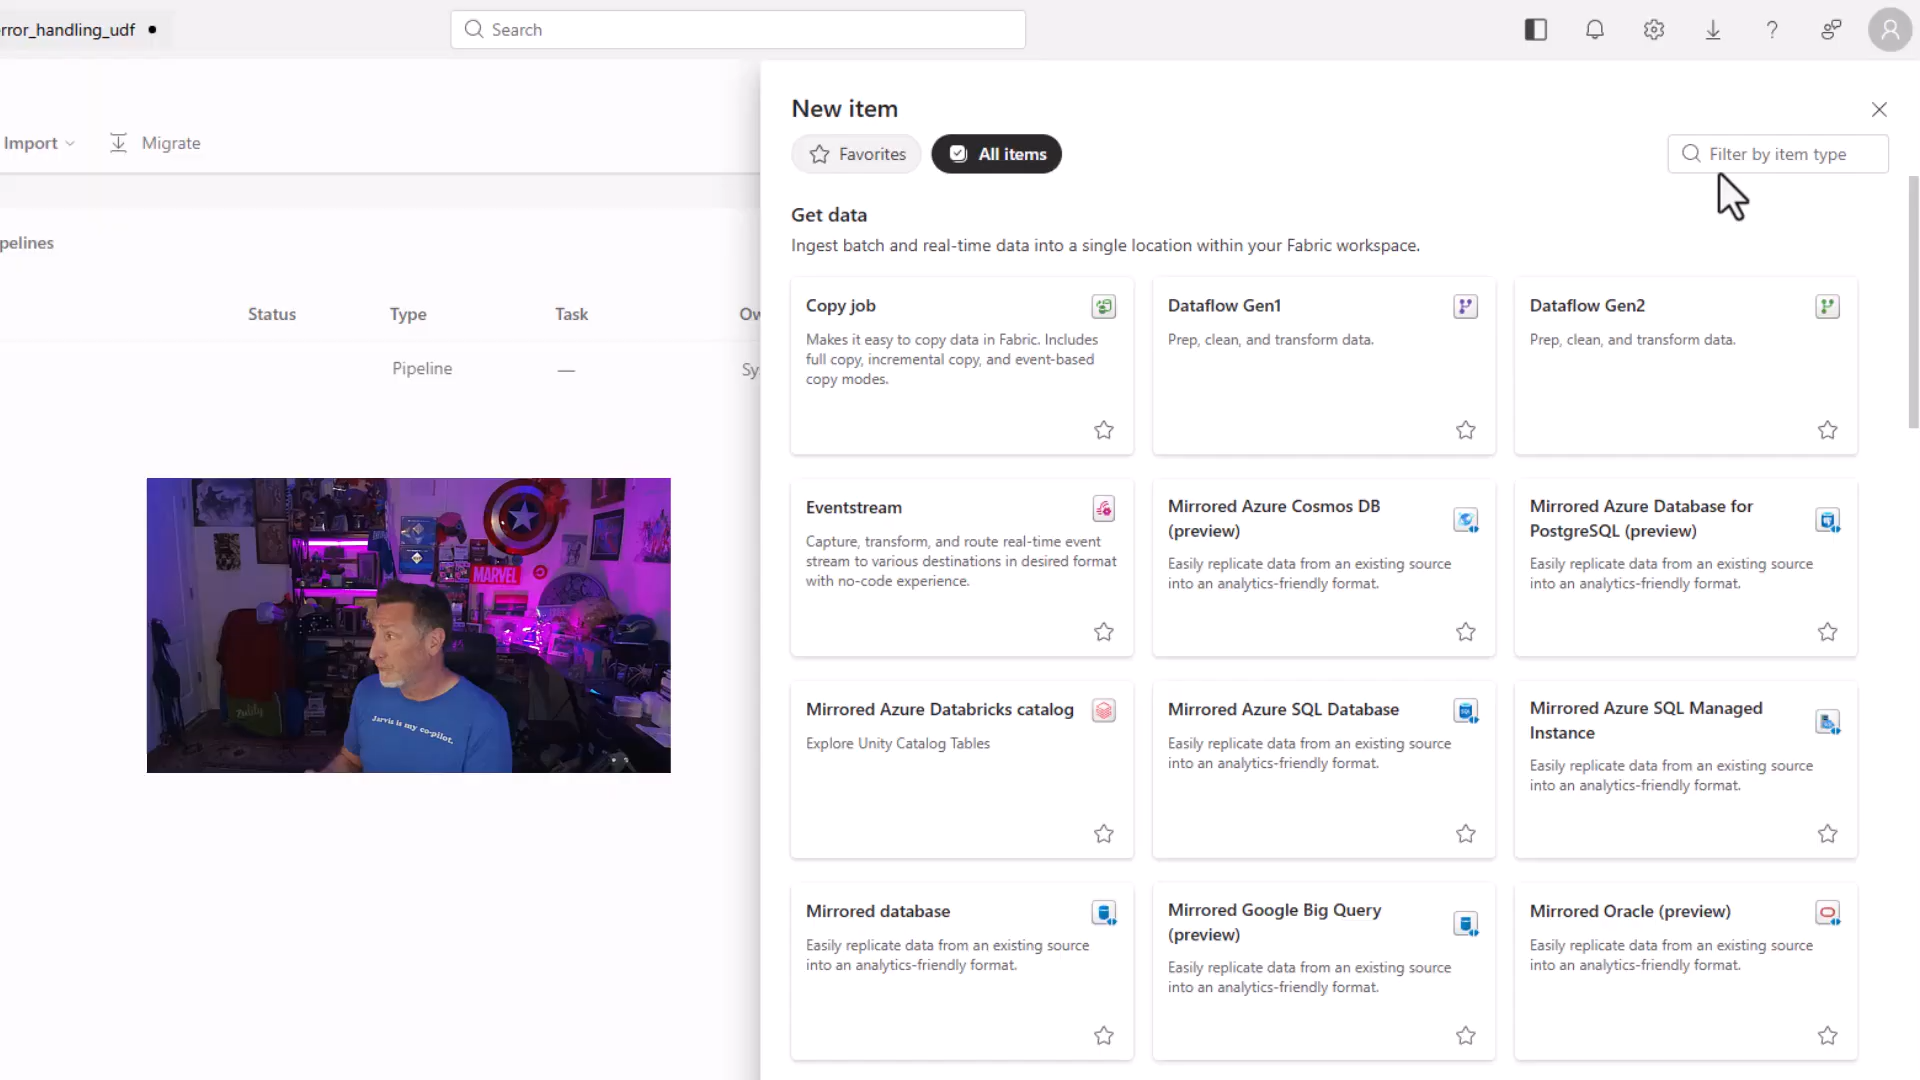 rror_handling_udf
Search
Import
Migrate
pelines
Status
Type
Task
Ow
Pipeline
—
Sy
MARVEL
Jarvis is my co-pilot.
New item
Favorites
All items
Filter by item type
Get data
Ingest batch and real-time data into a single location within your Fabric workspace.
Copy job
Makes it easy to copy data in Fabric. Includes
full copy, incremental copy, and event-based
copy modes.
Dataflow Gen1
Prep, clean, and transform data.
Dataflow Gen2
Prep, clean, and transform data.
Eventstream
Capture, transform, and route real-time event
stream to various destinations in desired format
with no-code experience.
Mirrored Azure Cosmos DB
(preview)
Easily replicate data from an existing source
into an analytics-friendly format.
Mirrored Azure Database for
PostgreSQL (preview)
Easily replicate data from an existing source
into an analytics-friendly format.
Mirrored Azure Databricks catalog
Explore Unity Catalog Tables
Mirrored Azure SQL Database
Easily replicate data from an existing source
into an analytics-friendly format.
Mirrored Azure SQL Managed
Instance
Easily replicate data from an existing source
into an analytics-friendly format.
Mirrored database
Easily replicate data from an existing source
into an analytics-friendly format.
Mirrored Google Big Query
(preview)
Easily replicate data from an existing source
into an analytics-friendly format.
Mirrored Oracle (preview)
Easily replicate data from an existing source
into an analytics-friendly format.